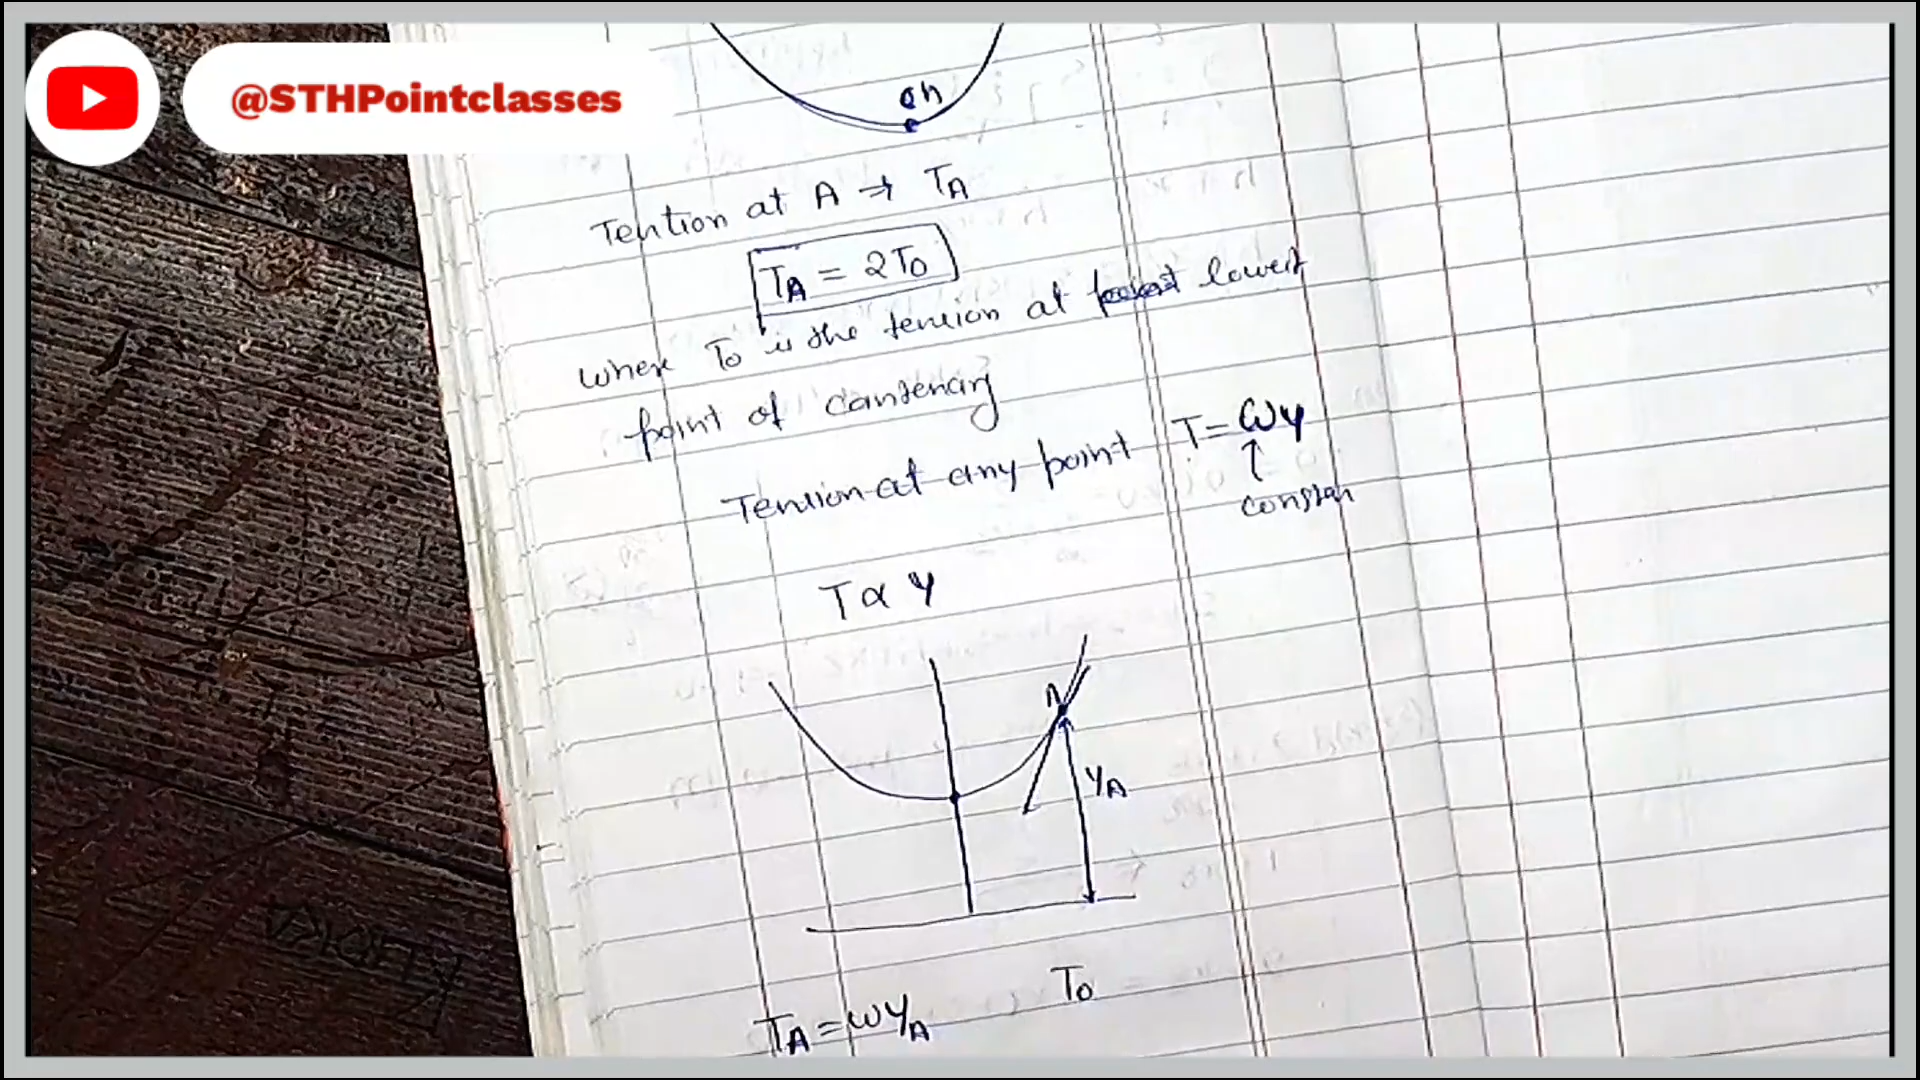 @STHPointclasses
Tention at A → TA
TA = 2T0
where T0 is the tension at lowest
point of cantenary
Tension at any point T = ωy
↑
constan
T α y
A
yA
T0
TA = ωyA